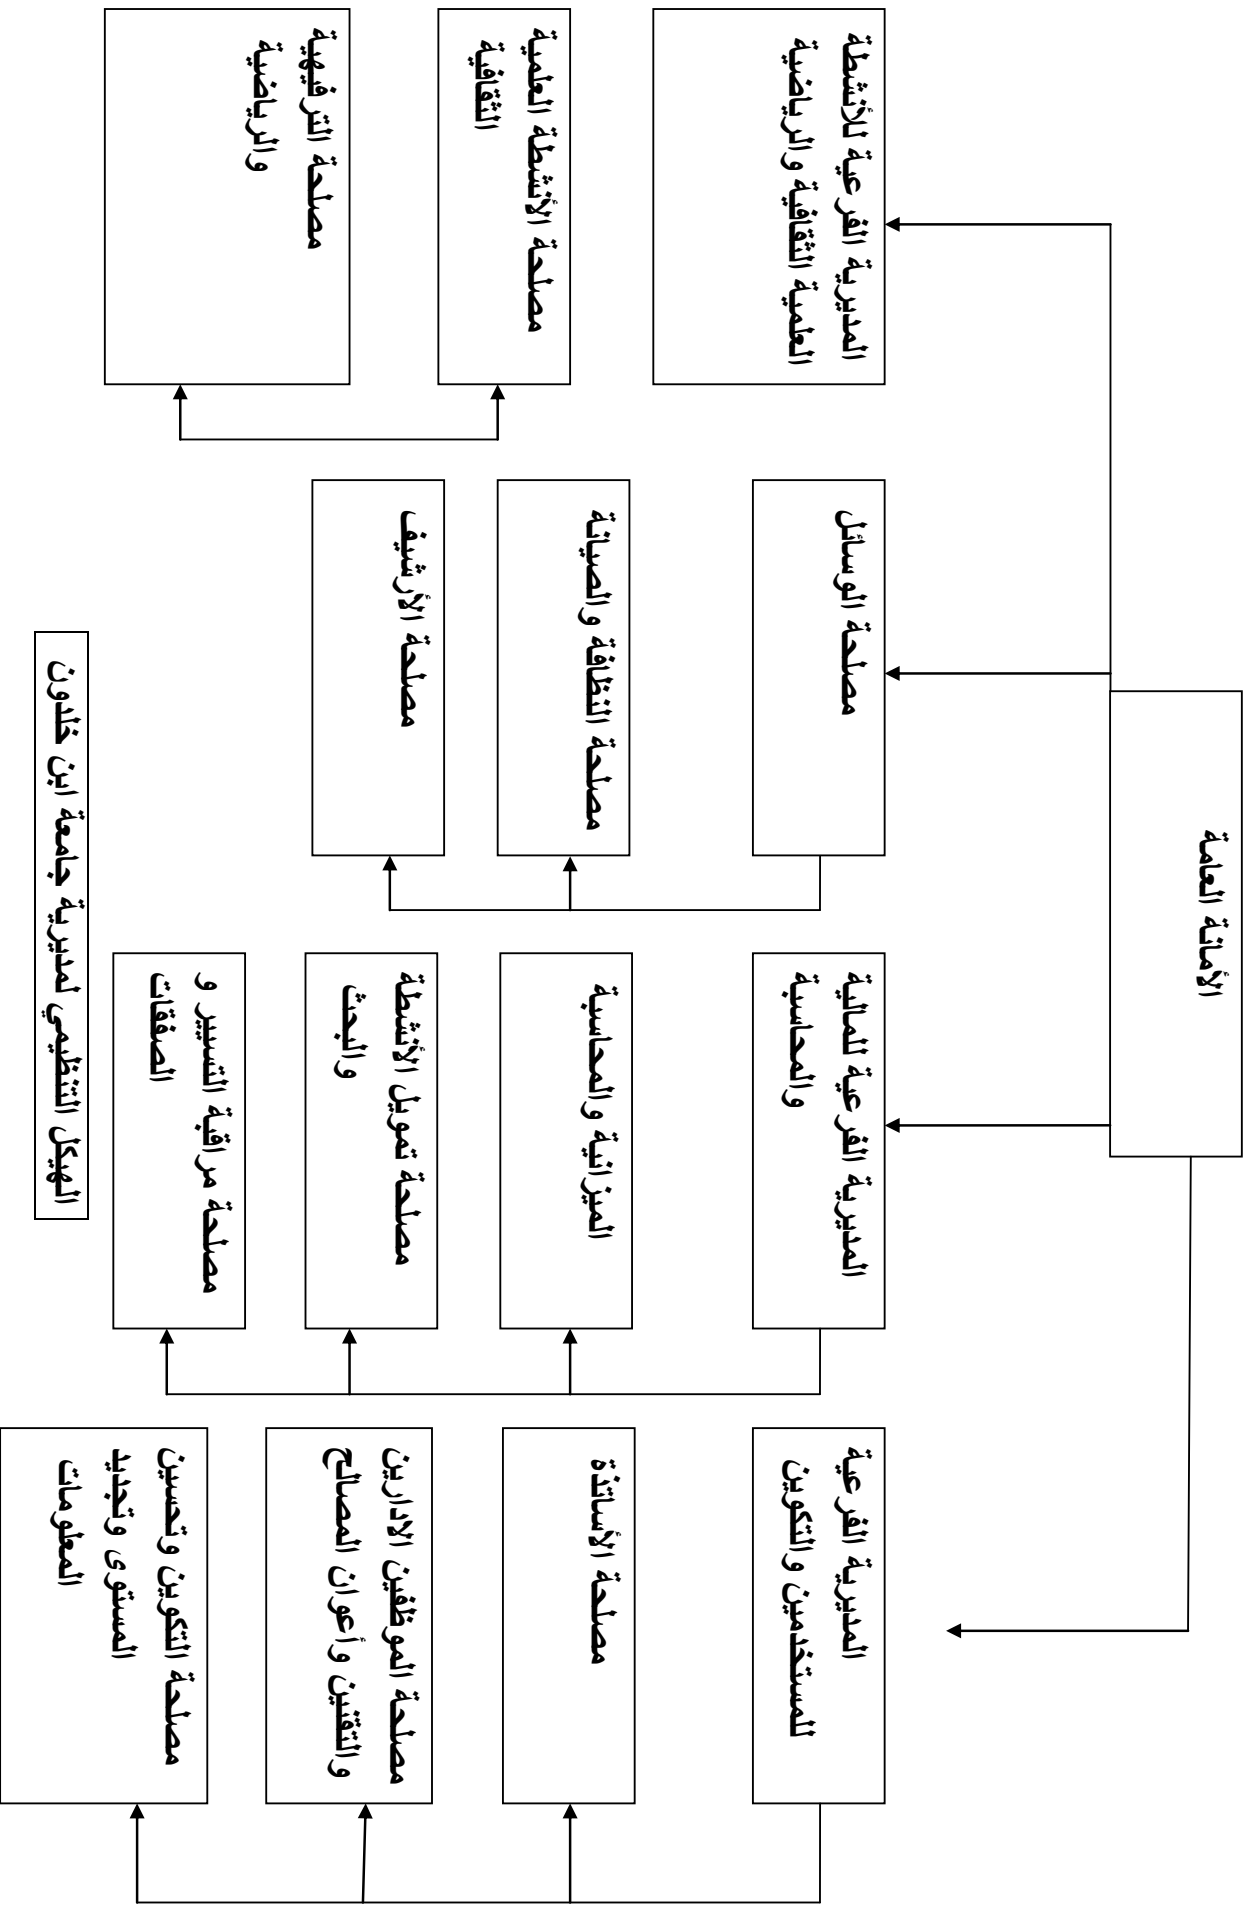 الأمانة العامة
المديرية الفرعية
للمستخدمين والتكوين
المديرية الفرعية للمالية
والمحاسبة
مصلحة الوسائل
المديرية الفرعية للأنشطة
العلمية الثقافية والرياضية
مصلحة الأساتذة
الميزانية والمحاسبة
مصلحة النظافة والصيانة
مصلحة الأنشطة العلمية
الثقافية
مصلحة الموظفين الادارين
والتقنين وأعوان المصالح
مصلحة تمويل الأنشطة
والبحث
مصلحة الأرشيف
مصلحة الترفيهية
والرياضية
مصلحة التكوين وتحسين
المستوى وتجديد
المعلومات
مصلحة مراقبة التسيير و
الصفقات
الهيكل التنظيمي لمديرية جامعة ابن خلدون